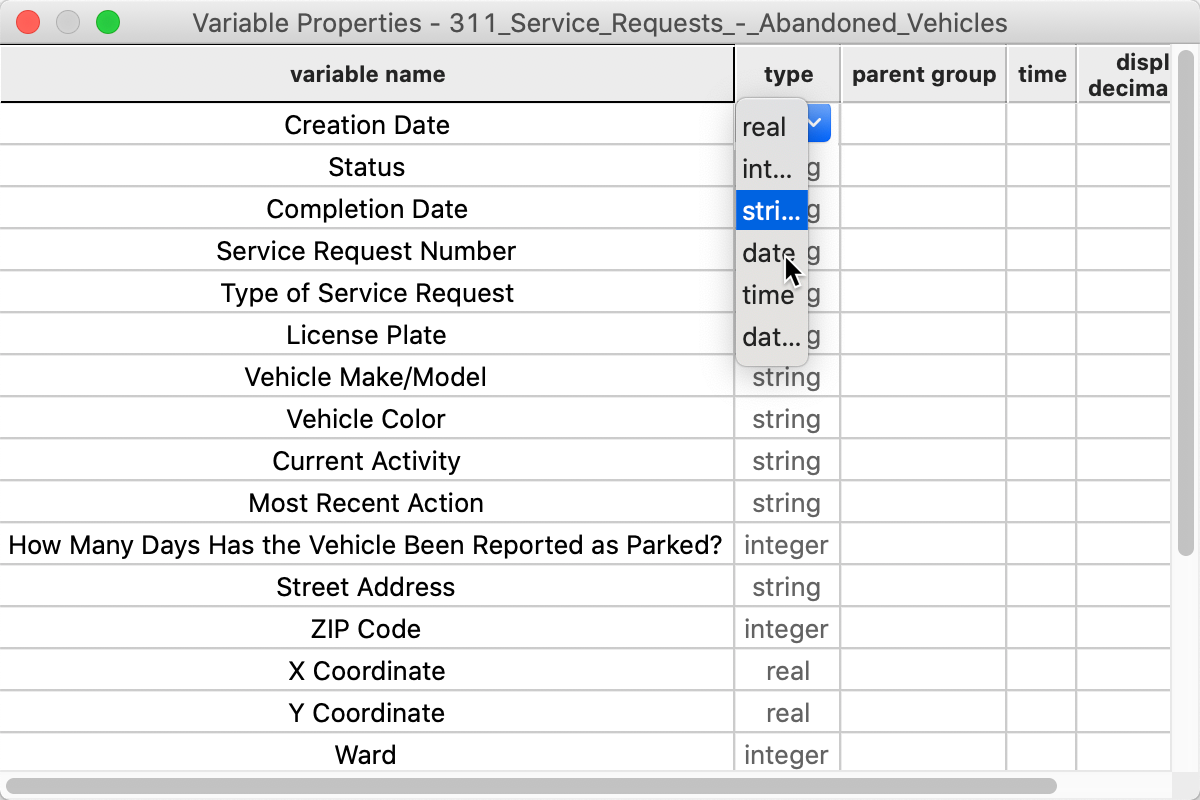 Variable Properties - 311_Service_Requests_-_Abandoned_Vehicles
variable name type parent group time displ
decima
Creation Date real
Status int... g
Completion Date stri... g
Service Request Number date g
Type of Service Request time g
License Plate dat... g
Vehicle Make/Model string
Vehicle Color string
Current Activity string
Most Recent Action string
How Many Days Has the Vehicle Been Reported as Parked? integer
Street Address string
ZIP Code integer
X Coordinate real
Y Coordinate real
Ward integer